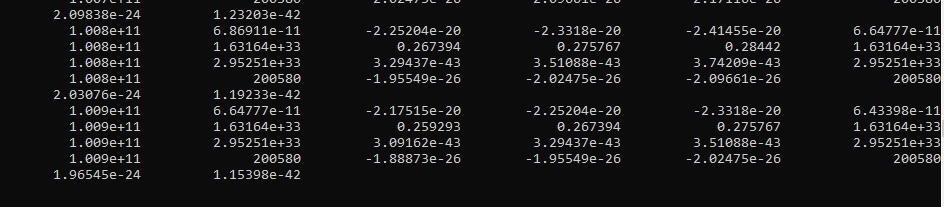 2.09838e-24 1.23203e-42
1.008e+11 6.86911e-11 -2.25204e-20 -2.3318e-20 -2.41455e-20 6.64777e-11
1.008e+11 1.63164e+33 0.267394 0.275767 0.28442 1.63164e+33
1.008e+11 2.95251e+33 3.29437e-43 3.51088e-43 3.74209e-43 2.95251e+33
1.008e+11 200580 -1.95549e-26 -2.02475e-26 -2.09661e-26 200580
2.03076e-24 1.19233e-42
1.009e+11 6.64777e-11 -2.17515e-20 -2.25204e-20 -2.3318e-20 6.43398e-11
1.009e+11 1.63164e+33 0.259293 0.267394 0.275767 1.63164e+33
1.009e+11 2.95251e+33 3.09162e-43 3.29437e-43 3.51088e-43 2.95251e+33
1.009e+11 200580 -1.88873e-26 -1.95549e-26 -2.02475e-26 200580
1.96545e-24 1.15398e-42